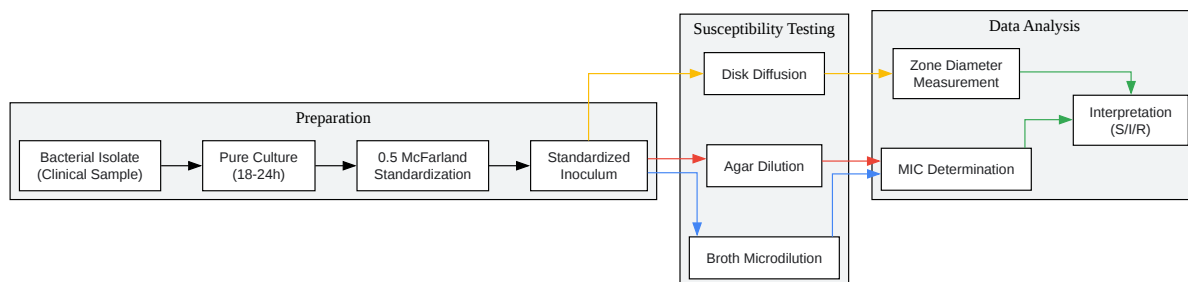 Preparation
Bacterial Isolate
(Clinical Sample)
Pure Culture
(18-24h)
0.5 McFarland
Standardization
Standardized
Inoculum
Susceptibility Testing
Disk Diffusion
Agar Dilution
Broth Microdilution
Data Analysis
Zone Diameter
Measurement
MIC Determination
Interpretation
(S/I/R)